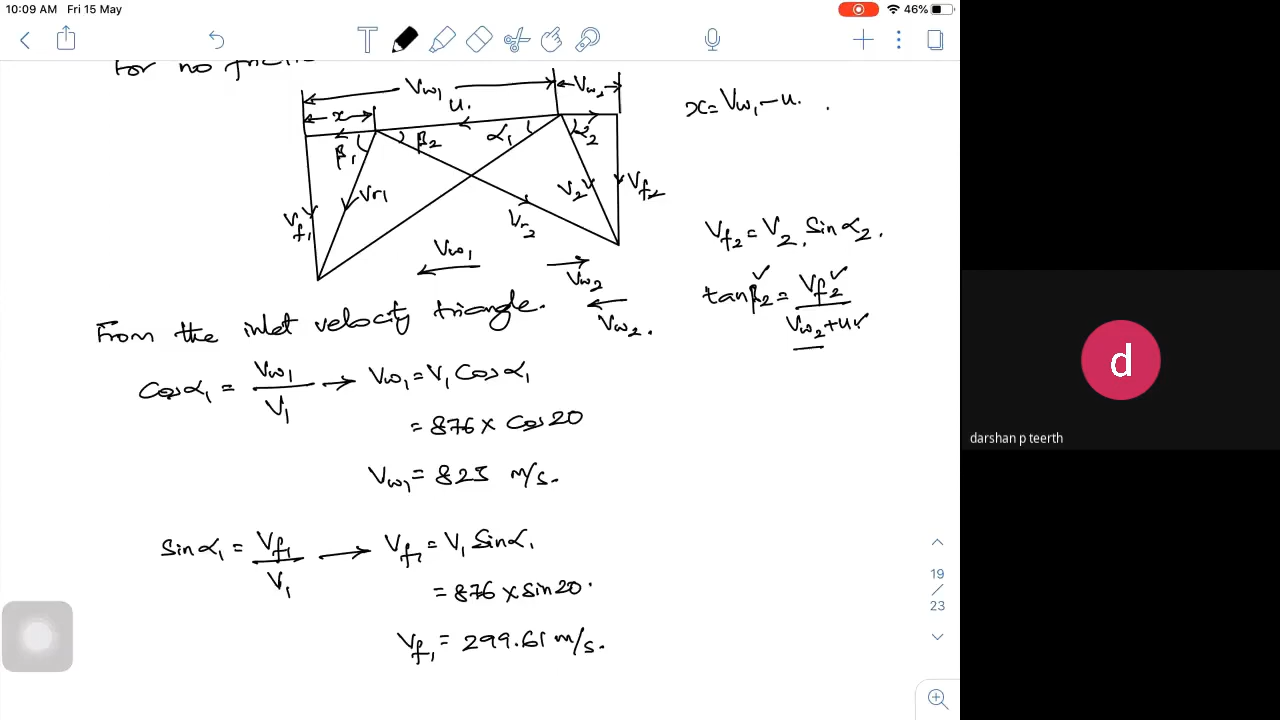 10:09 AM Fri 15 May
46%
For no frictio
Vw₁
Vw₂
x
u.
β₁
β₂
α₁
α₂
Vf₁
Vr₁
Vr₂
V₂
Vf₂
Vw₁
Vw₂
Vw₂.
x = Vw₁ - u.
Vf₂ = V₂ . Sin α₂.
tan β₂ = Vf₂ / Vw₂ + u
From the inlet velocity triangle.
Cos α₁ = Vw₁ / V₁ → Vw₁ = V₁ Cos α₁
= 876 × Cos 20
Vw₁ = 823 m/s.
Sin α₁ = Vf₁ / V₁ → Vf₁ = V₁ Sin α₁
= 876 × Sin 20.
Vf₁ = 299.61 m/s.
19
/
23
d
darshan p teerth